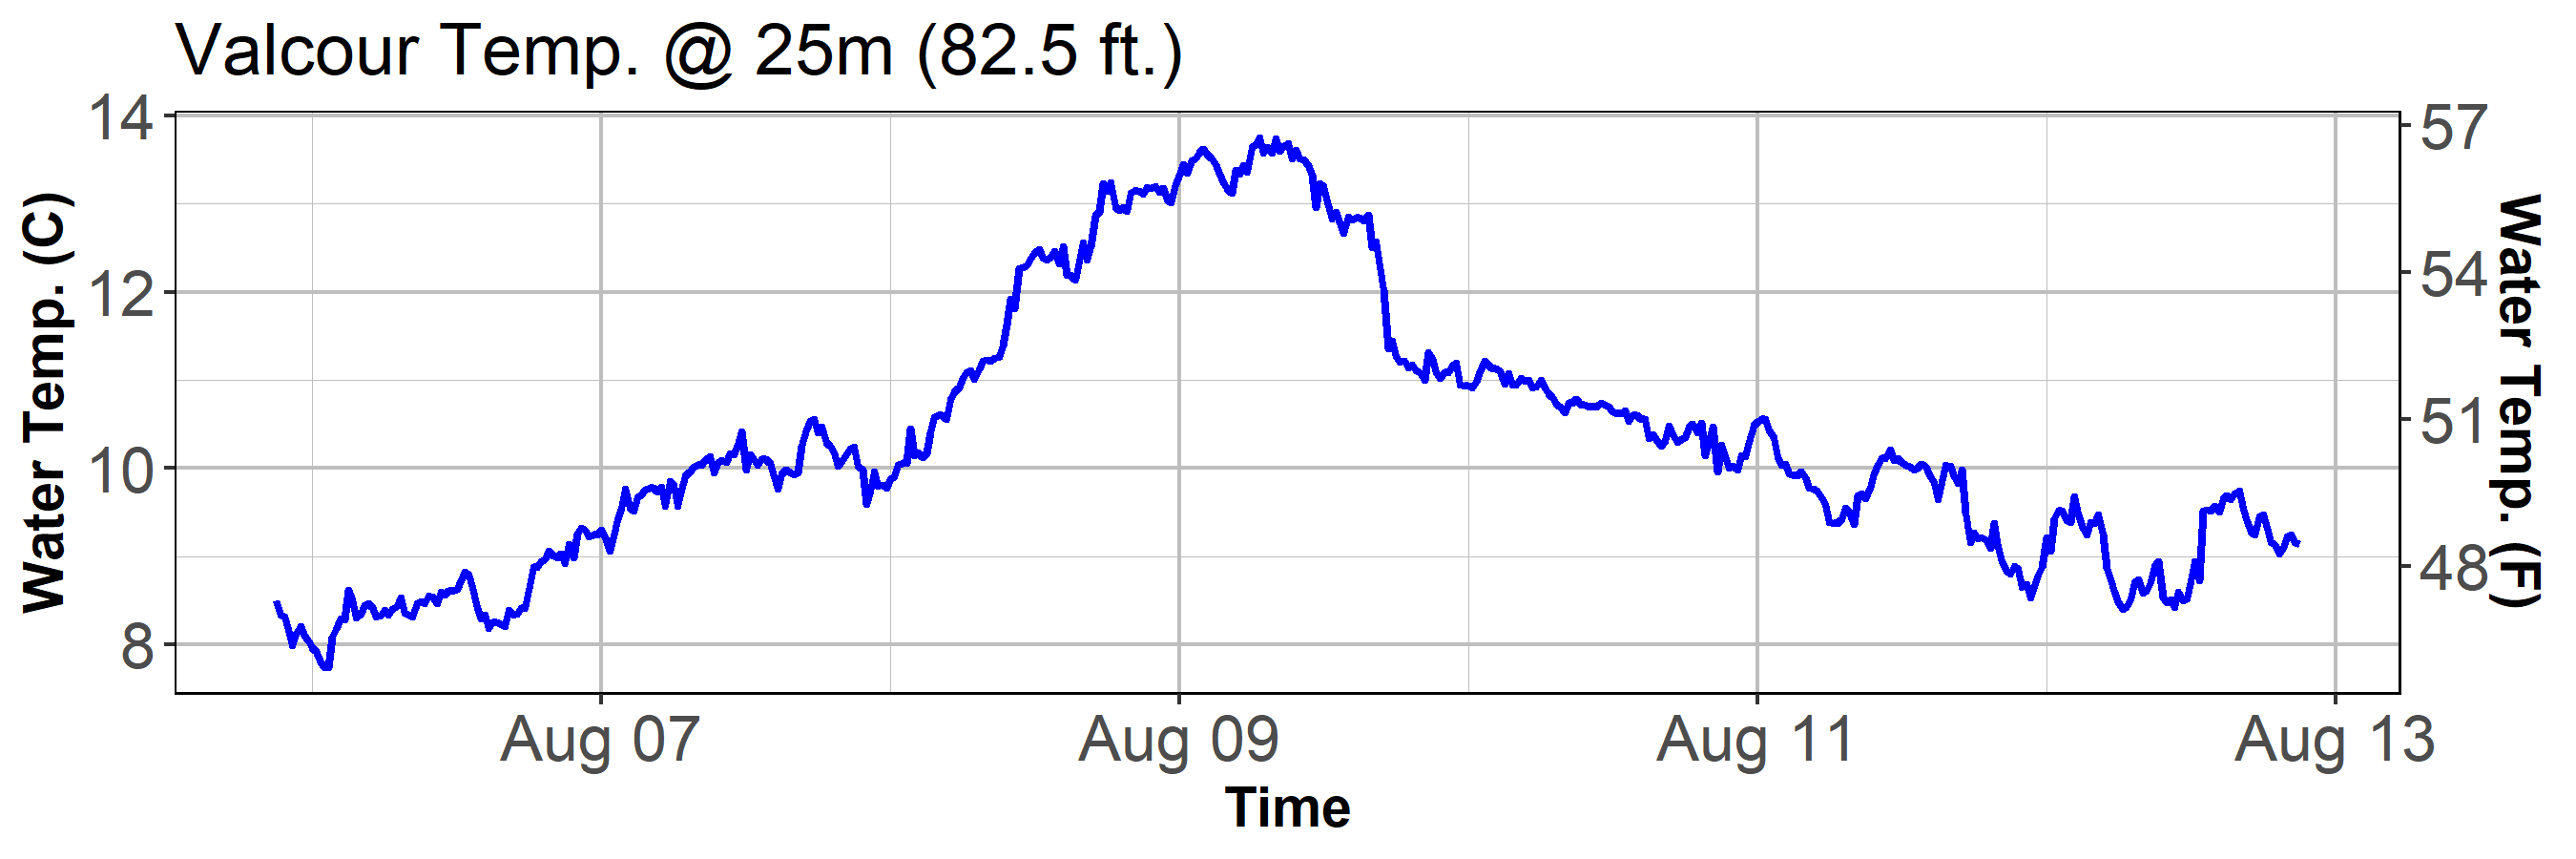 Valcour Temp. @ 25m (82.5 ft.)
14
12
10
8
Water Temp. (C)
57
54
51
48
Water Temp. (F)
Aug 07
Aug 09
Aug 11
Aug 13
Time